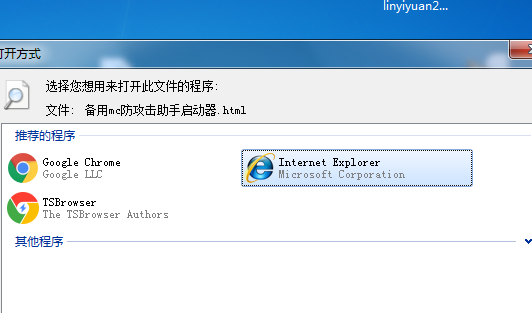 linyiyuan2...
打开方式
选择您想用来打开此文件的程序:
文件: 备用mc防攻击助手启动器.html
推荐的程序
Google Chrome
Google LLC
Internet Explorer
Microsoft Corporation
TSBrowser
The TSBrowser Authors
其他程序